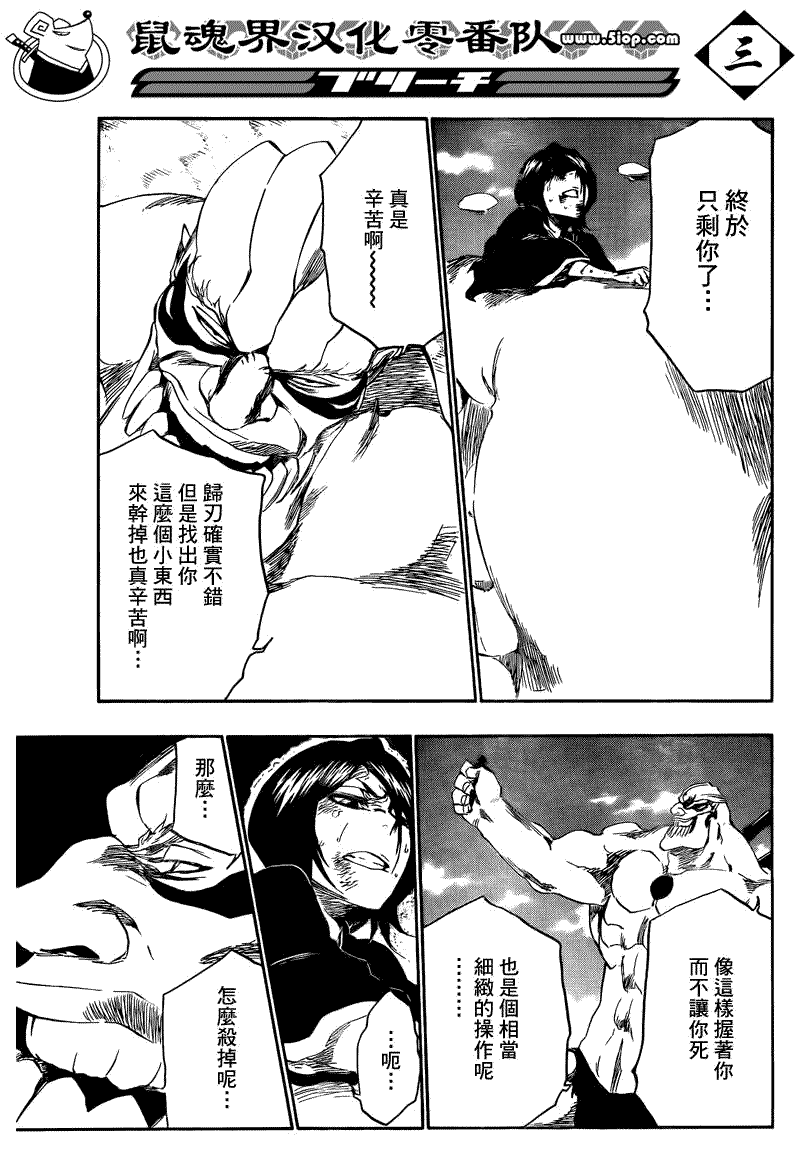 鼠魂界汉化零番队
www.5iop.com
三
ブリーチ
終於
只剩你了…
真是
辛苦啊~~~~
歸刃確實不錯
但是找出你
這麼個小東西
來幹掉也真辛苦啊…
像這樣握著你
而不讓你死
也是個相當
細緻的操作呢
………
…呃…
那麼…
怎麼殺掉呢…